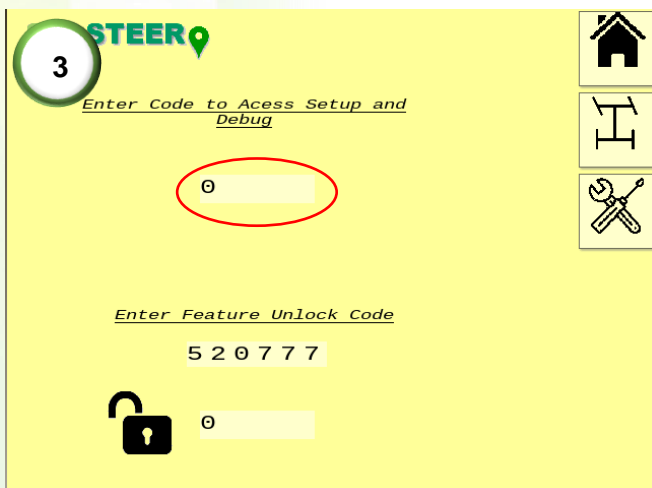 STEER
3
Enter Code to Acess Setup and
Debug
0
Enter Feature Unlock Code
520777
0